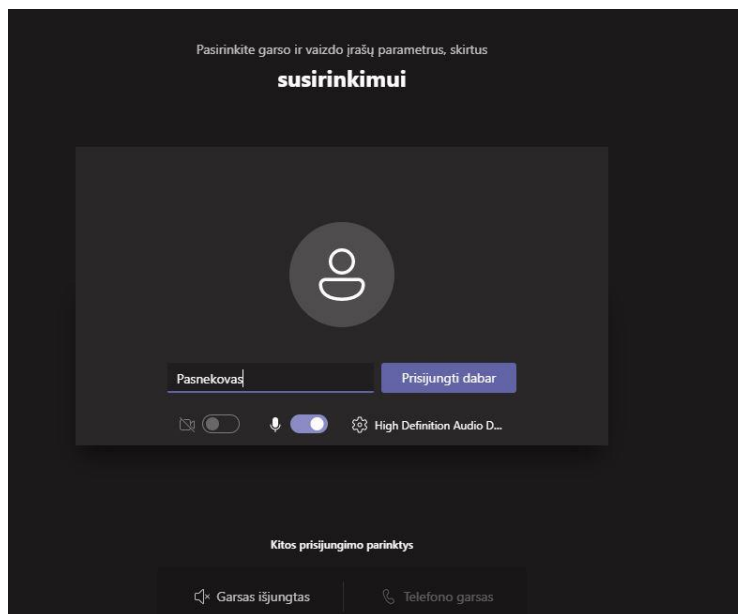 Pasirinkite garso ir vaizdo įrašų parametrus, skirtus
susirinkimui
Pasnekovas
Prisijungti dabar
High Definition Audio D...
Kitos prisijungimo parinktys
Garsas išjungtas
Telefono garsas